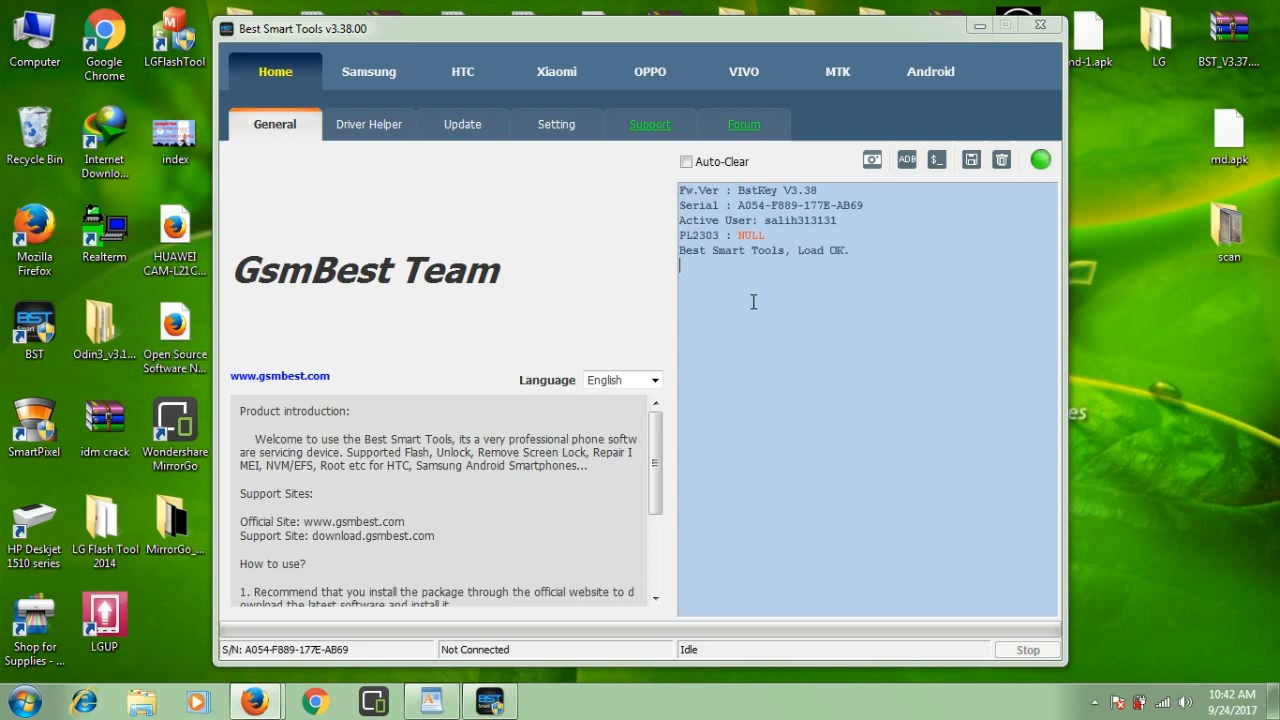 Best Smart Tools v3.38.00
Home
Samsung
HTC
Xiaomi
OPPO
VIVO
MTK
Android
General
Driver Helper
Update
Setting
Support
Forum
Auto-Clear
ADB
$_
Fw.Ver : BstKey V3.38
Serial : A054-F889-177E-AB69
Active User: salih313131
PL2303 : NULL
Best Smart Tools, Load OK.
GsmBest Team
www.gsmbest.com
Language
English
Product introduction:
Welcome to use the Best Smart Tools, its a very professional phone softw
are servicing device. Supported Flash, Unlock, Remove Screen Lock, Repair I
MEI, NVM/EFS, Root etc for HTC, Samsung Android Smartphones...
Support Sites:
Official Site: www.gsmbest.com
Support Site: download.gsmbest.com
How to use?
1. Recommend that you install the package through the official website to d
ownload the latest software and install it
S/N: A054-F889-177E-AB69
Not Connected
Idle
Stop
Computer
Google
Chrome
LGFlashTool
Recycle Bin
Internet
Downlo...
index
Mozilla
Firefox
Realterm
HUAWEI
CAM-L21C...
BST
Odin3_v3.1...
Open Source
Software N...
SmartPixel
idm crack
Wondershare
MirrorGo
HP Deskjet
1510 series
LG Flash Tool
2014
MirrorGo_...
Shop for
Supplies - ...
LGUP
nd-1.apk
LG
BST_V3.37....
md.apk
scan
es
10:42 AM
9/24/2017